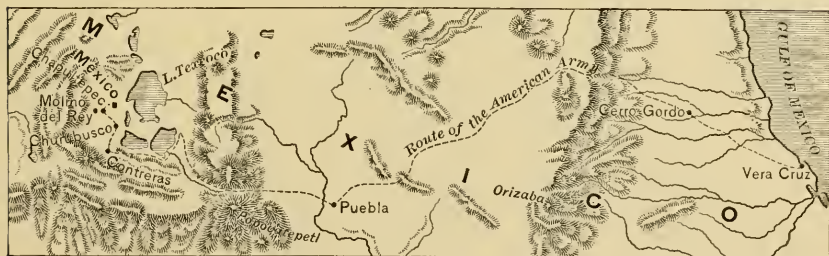 M E X I C O
GULF OF MEXICO
L. Texcoco
Chapultepec
Mexico
Molino
del Rey
Churubusco
Contreras
Popocatepetl
Puebla
Route of the American Army
Orizaba
Cerro Gordo
Vera Cruz